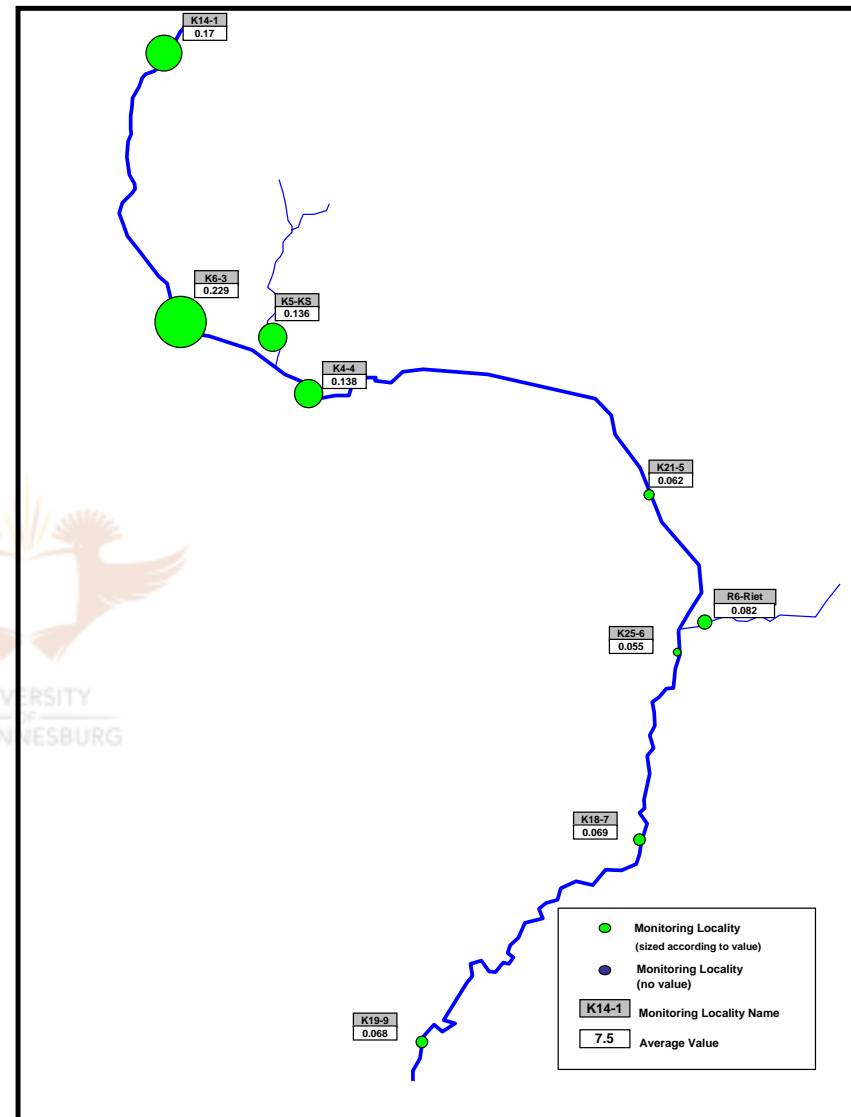 K14-1
0.17
K6-3
0.229
K5-KS
0.136
K4-4
0.138
K21-5
0.062
R6-Riet
0.082
K25-6
0.055
VERSITY
OF
NNESBURG
K18-7
0.069
K19-9
0.068
Monitoring Locality
(sized according to value)
Monitoring Locality
(no value)
K14-1 Monitoring Locality Name
7.5 Average Value